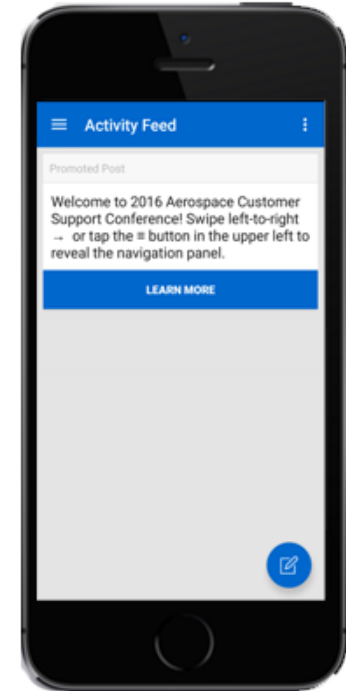 ≡ Activity Feed
Promoted Post
Welcome to 2016 Aerospace Customer
Support Conference! Swipe left-to-right
→ or tap the ≡ button in the upper left to
reveal the navigation panel.
LEARN MORE